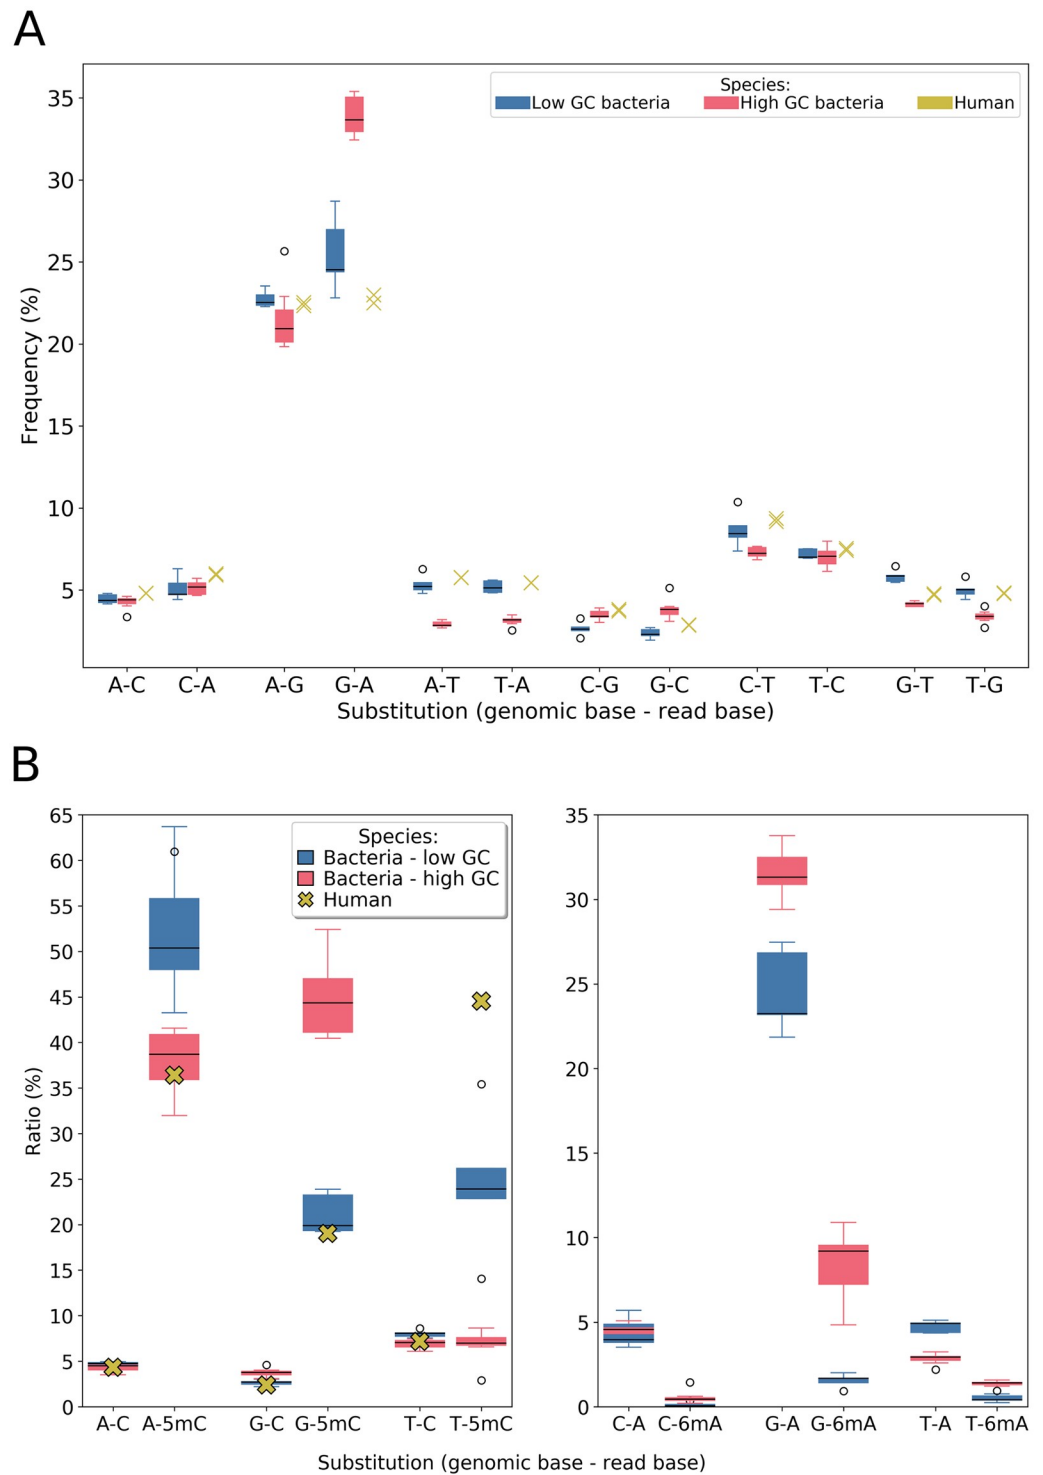 A
Species:
Low GC bacteria High GC bacteria Human
35
30
25
20
15
10
5
Frequency (%)
A-C C-A A-G G-A A-T T-A C-G G-C C-T T-C G-T T-G
Substitution (genomic base - read base)
B
Species:
Bacteria - low GC
Bacteria - high GC
Human
65
60
55
50
45
40
35
30
25
20
15
10
5
0
Ratio (%)
A-C A-5mC G-C G-5mC T-C T-5mC
35
30
25
20
15
10
5
0
C-A C-6mA G-A G-6mA T-A T-6mA
Substitution (genomic base - read base)